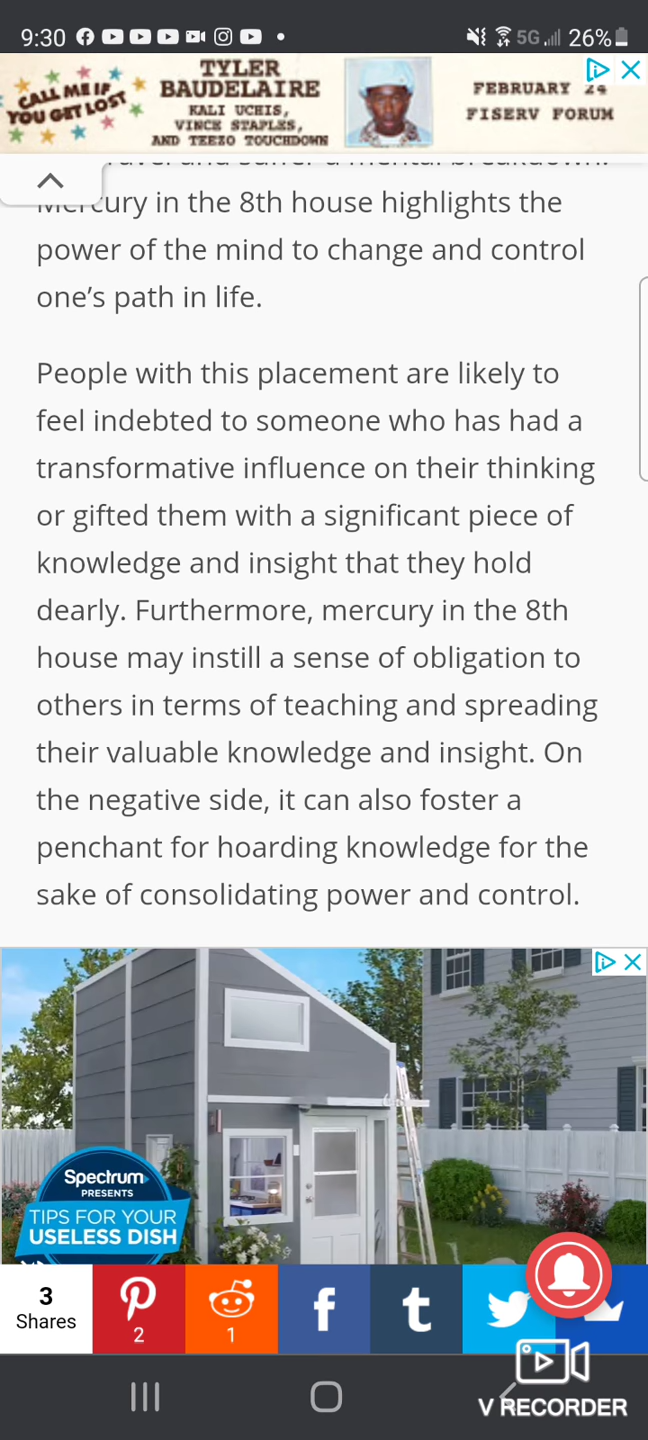 9:30
5G
26%
CALL ME IF
YOU GET LOST
TYLER
BAUDELAIRE
KALI UCHIS,
VINCE STAPLES,
AND TEEZO TOUCHDOWN
FEBRUARY 24
FISERV FORUM
and suffer a mental breakdown.
Mercury in the 8th house highlights the
power of the mind to change and control
one’s path in life.
People with this placement are likely to
feel indebted to someone who has had a
transformative influence on their thinking
or gifted them with a significant piece of
knowledge and insight that they hold
dearly. Furthermore, mercury in the 8th
house may instill a sense of obligation to
others in terms of teaching and spreading
their valuable knowledge and insight. On
the negative side, it can also foster a
penchant for hoarding knowledge for the
sake of consolidating power and control.
Spectrum
PRESENTS
TIPS FOR YOUR
USELESS DISH
3
Shares
2
1
V RECORDER